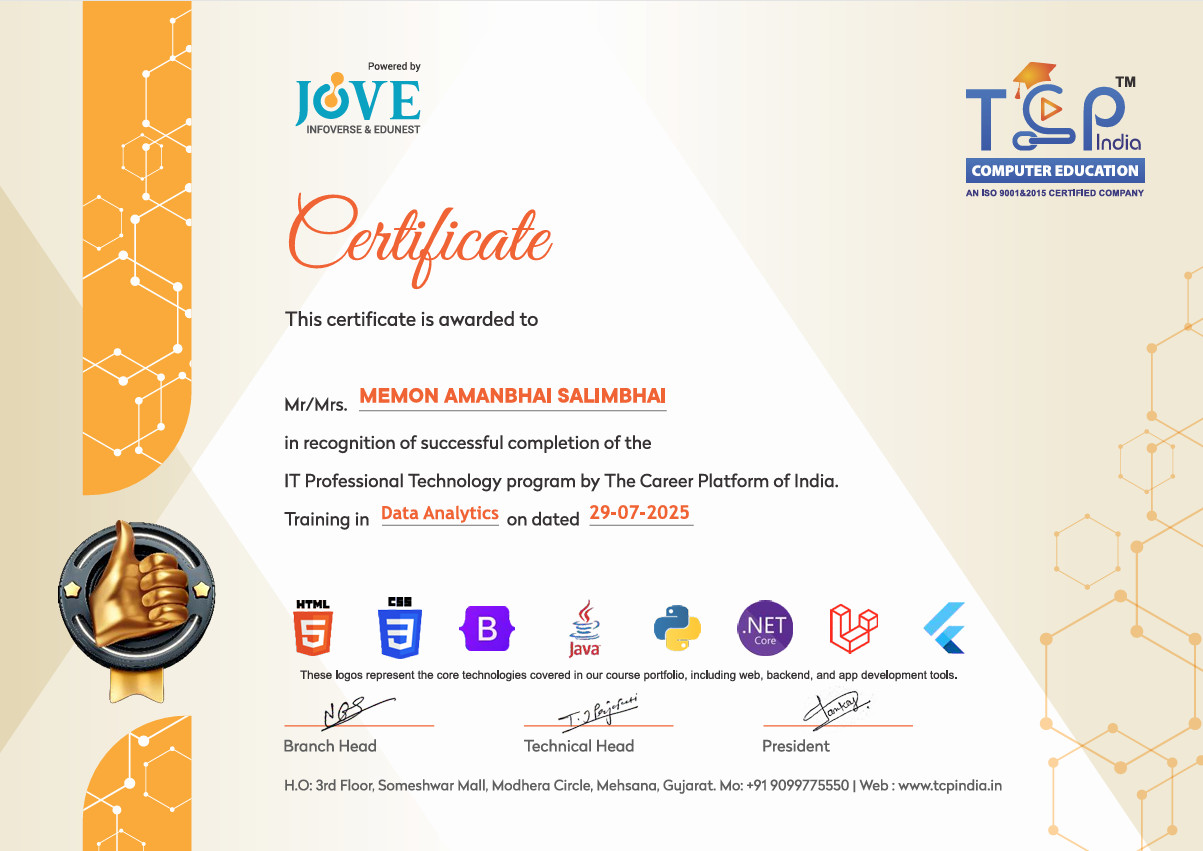 Powered by
JOVE
INFOVERSE & EDUNEST
TCP TM
India
COMPUTER EDUCATION
AN ISO 9001&2015 CERTIFIED COMPANY
Certificate
This certificate is awarded to
Mr/Mrs. MEMON AMANBHAI SALIMBHAI
in recognition of successful completion of the
IT Professional Technology program by The Career Platform of India.
Training in Data Analytics on dated 29-07-2025
HTML 5 CSS 3 B Java .NET Core
These logos represent the core technologies covered in our course portfolio, including web, backend, and app development tools.
Branch Head Technical Head President
H.O: 3rd Floor, Someshwar Mall, Modhera Circle, Mehsana, Gujarat. Mo: +91 9099775550 | Web : www.tcpindia.in